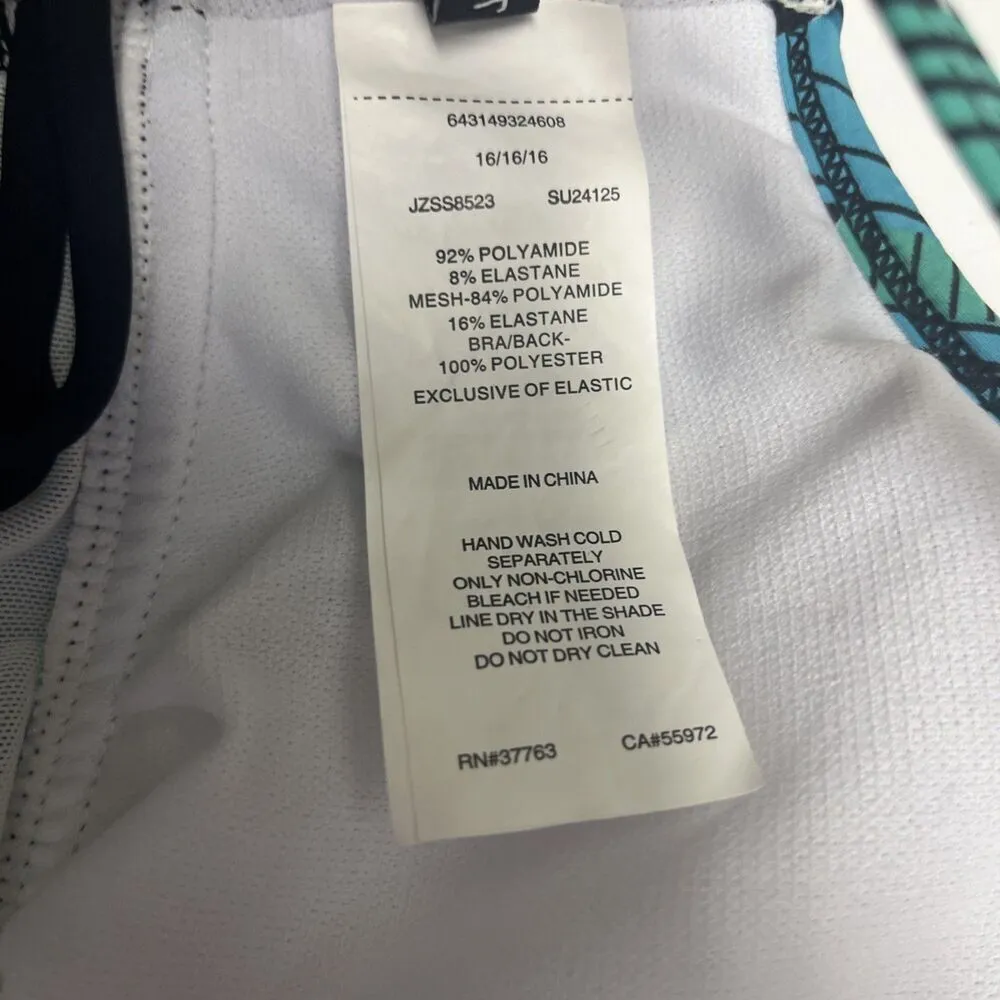 643149324608
16/16/16
JZSS8523 SU24125
92% POLYAMIDE
8% ELASTANE
MESH-84% POLYAMIDE
16% ELASTANE
BRA/BACK-
100% POLYESTER
EXCLUSIVE OF ELASTIC
MADE IN CHINA
HAND WASH COLD
SEPARATELY
ONLY NON-CHLORINE
BLEACH IF NEEDED
LINE DRY IN THE SHADE
DO NOT IRON
DO NOT DRY CLEAN
RN#37763 CA#55972